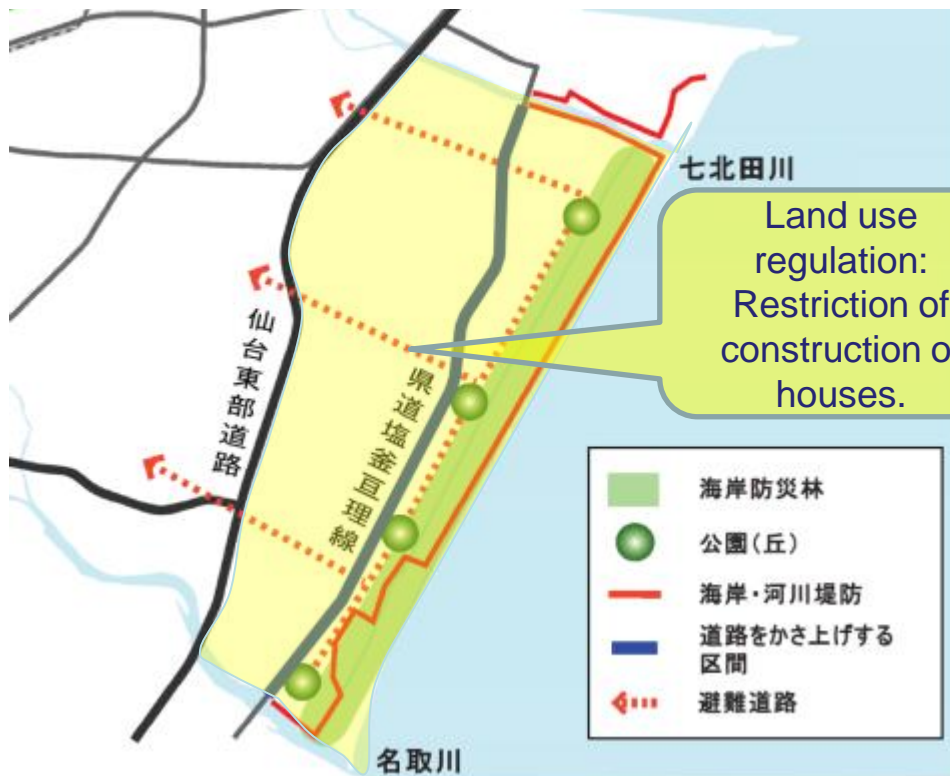 七北田川
Land use
regulation:
Restriction of
construction o
houses.
仙台東部道路
県道塩釜亘理線
海岸防災林
公園(丘)
海岸・河川堤防
道路をかさ上げする
区間
避難道路
名取川